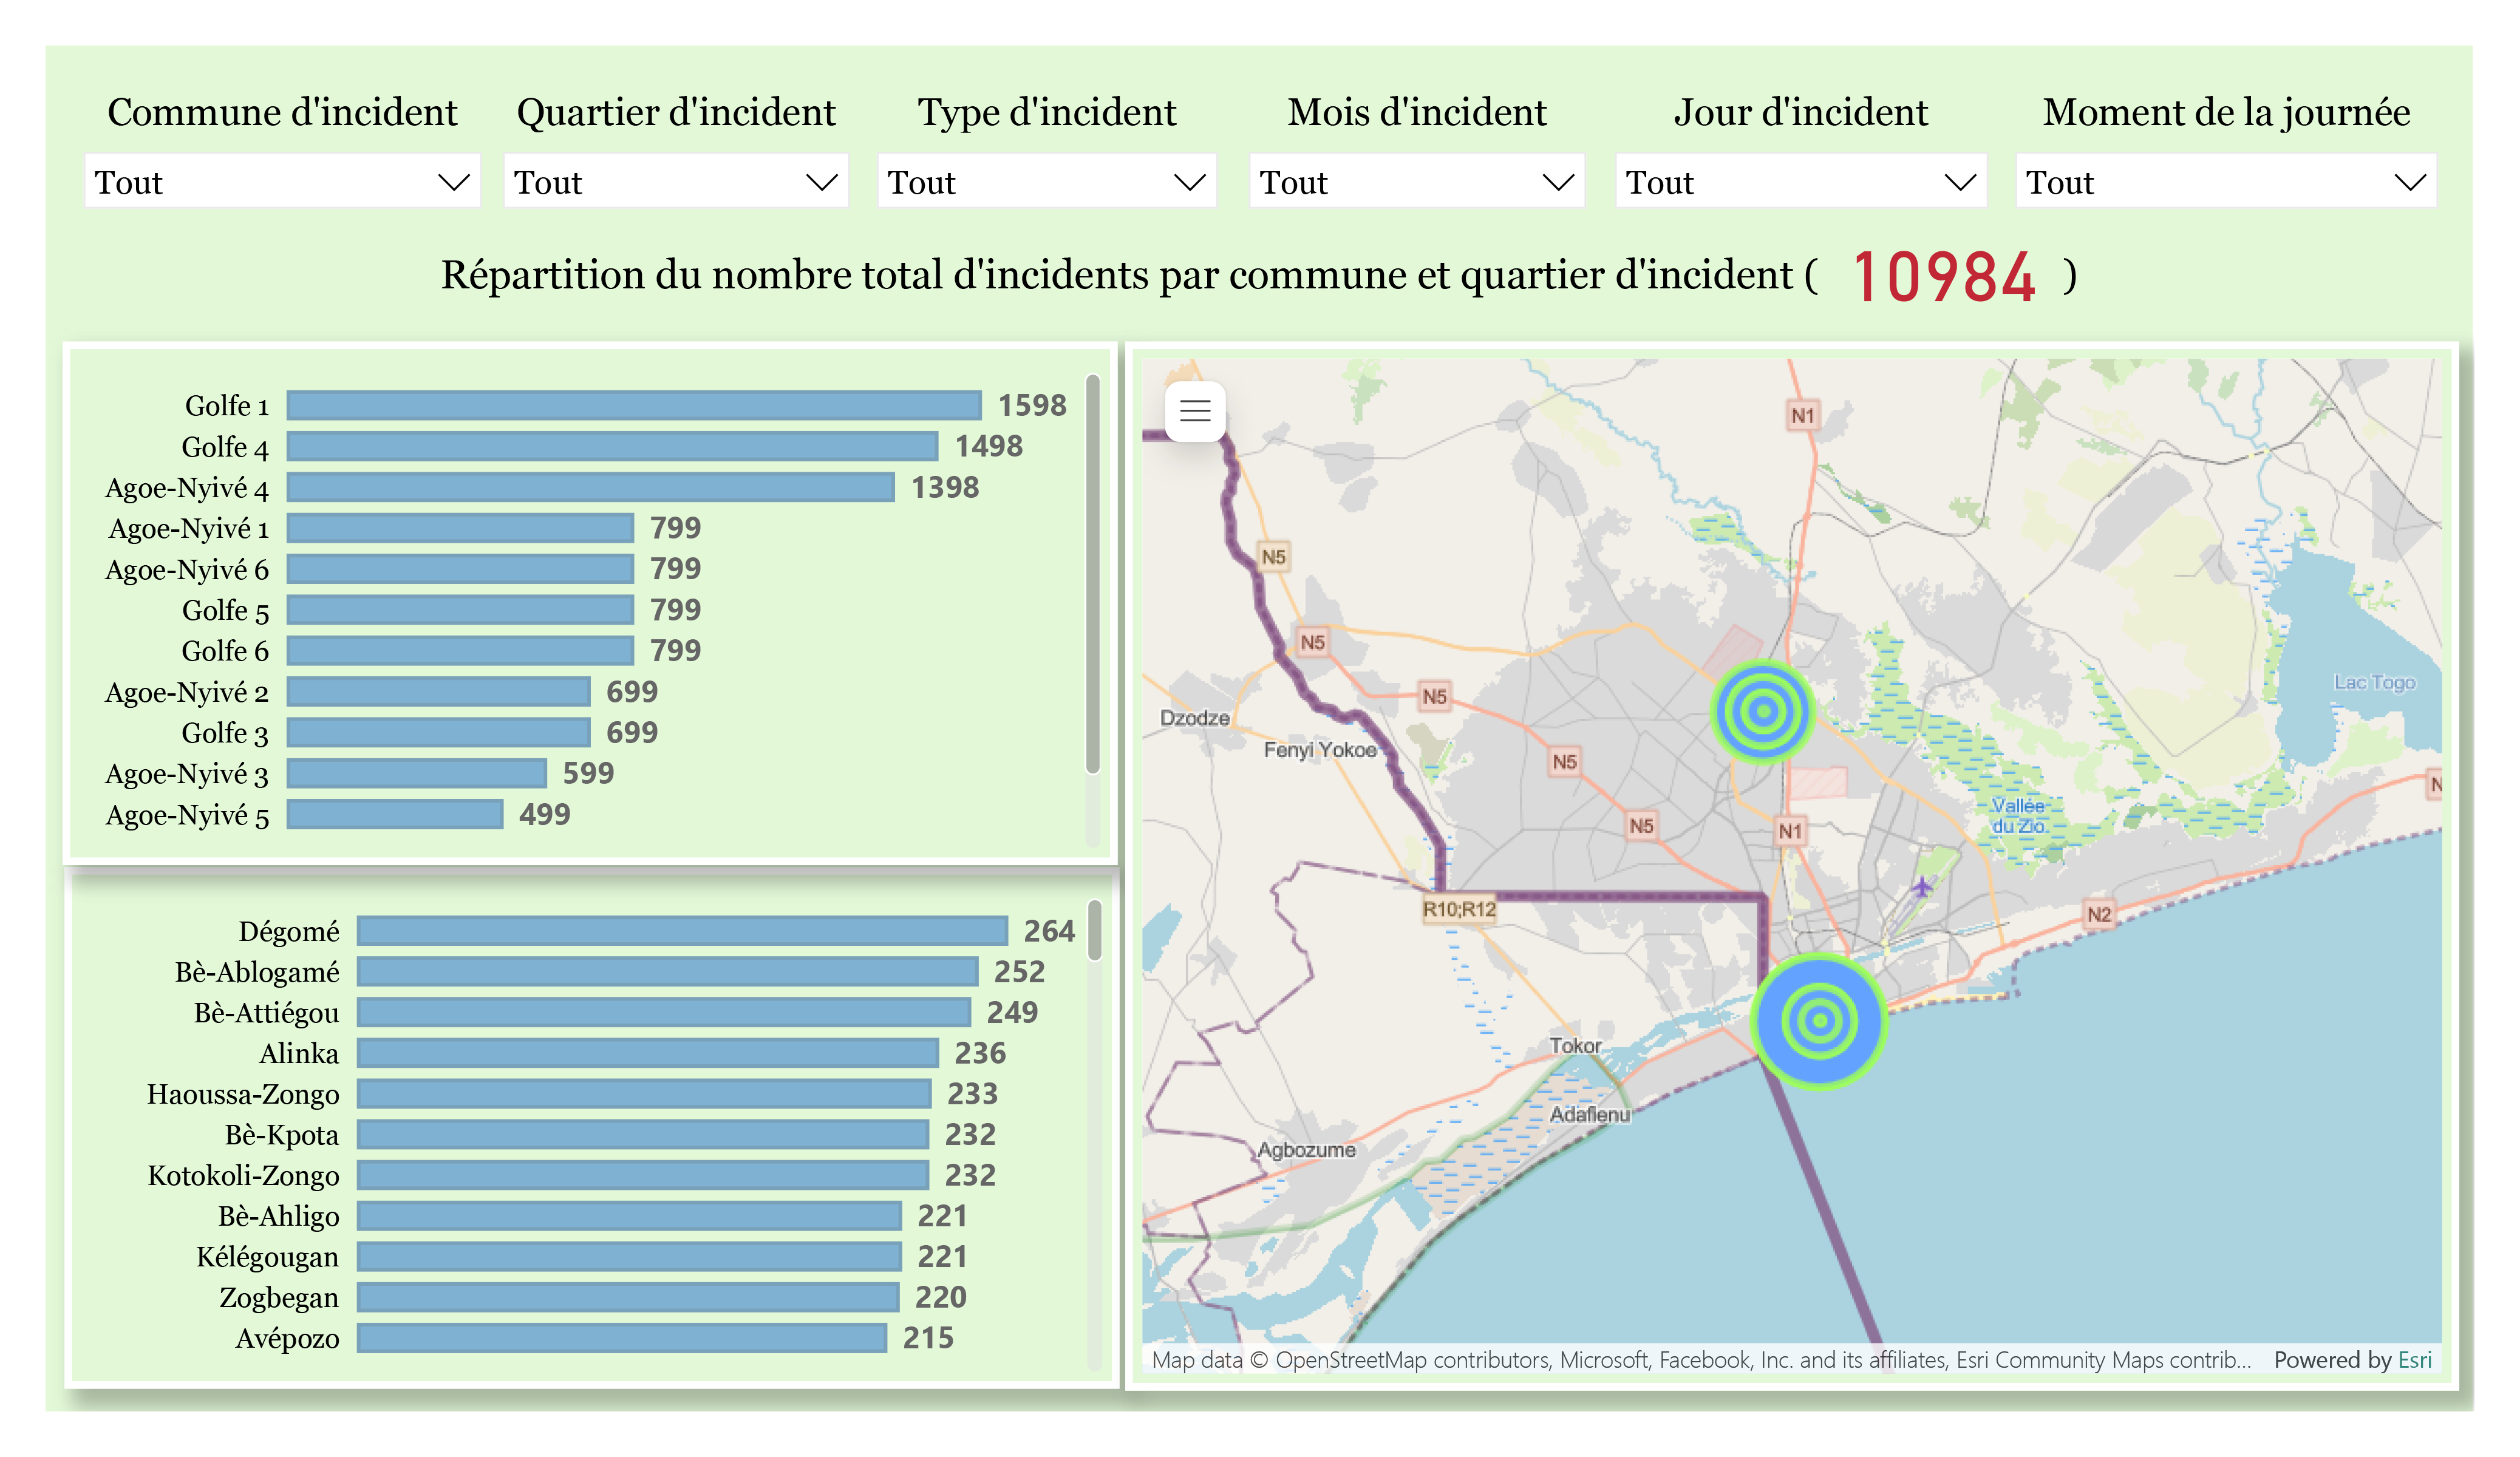 Commune d'incident
Quartier d'incident
Type d'incident
Mois d'incident
Jour d'incident
Moment de la journée
Tout
Tout
Tout
Tout
Tout
Tout
Répartition du nombre total d'incidents par commune et quartier d'incident ( 10984 )
Golfe 1 1598
Golfe 4 1498
Agoe-Nyivé 4 1398
Agoe-Nyivé 1 799
Agoe-Nyivé 6 799
Golfe 5 799
Golfe 6 799
Agoe-Nyivé 2 699
Golfe 3 699
Agoe-Nyivé 3 599
Agoe-Nyivé 5 499
Dégomé 264
Bè-Ablogamé 252
Bè-Attiégou 249
Alinka 236
Haoussa-Zongo 233
Bè-Kpota 232
Kotokoli-Zongo 232
Bè-Ahligo 221
Kélégougan 221
Zogbegan 220
Avépozo 215
N1
N5
N5
Lac Togo
N5
Dzodze
Fenyi Yokoe
N5
N
Vallée
du Zio
N5
N1
R10;R12
N2
Tokor
Adafienu
Agbozume
Map data © OpenStreetMap contributors, Microsoft, Facebook, Inc. and its affiliates, Esri Community Maps contrib... Powered by Esri